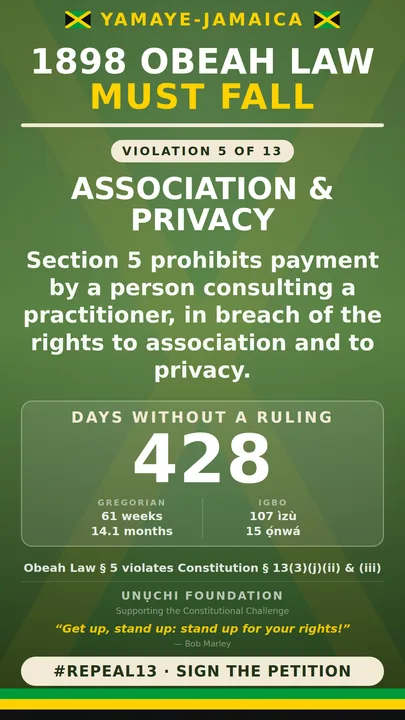 YAMAYE-JAMAICA
1898 OBEAH LAW
MUST FALL
VIOLATION 5 OF 13
ASSOCIATION &
PRIVACY
Section 5 prohibits payment
by a person consulting a
practitioner, in breach of the
rights to association and to
privacy.
DAYS WITHOUT A RULING
428
GREGORIAN
61 weeks
14.1 months
IGBO
107 ìzù
15 ọ́nwá
Obeah Law § 5 violates Constitution § 13(3)(j)(ii) & (iii)
UNỤCHI FOUNDATION
Supporting the Constitutional Challenge
“Get up, stand up: stand up for your rights!”
— Bob Marley
#REPEAL13 · SIGN THE PETITION